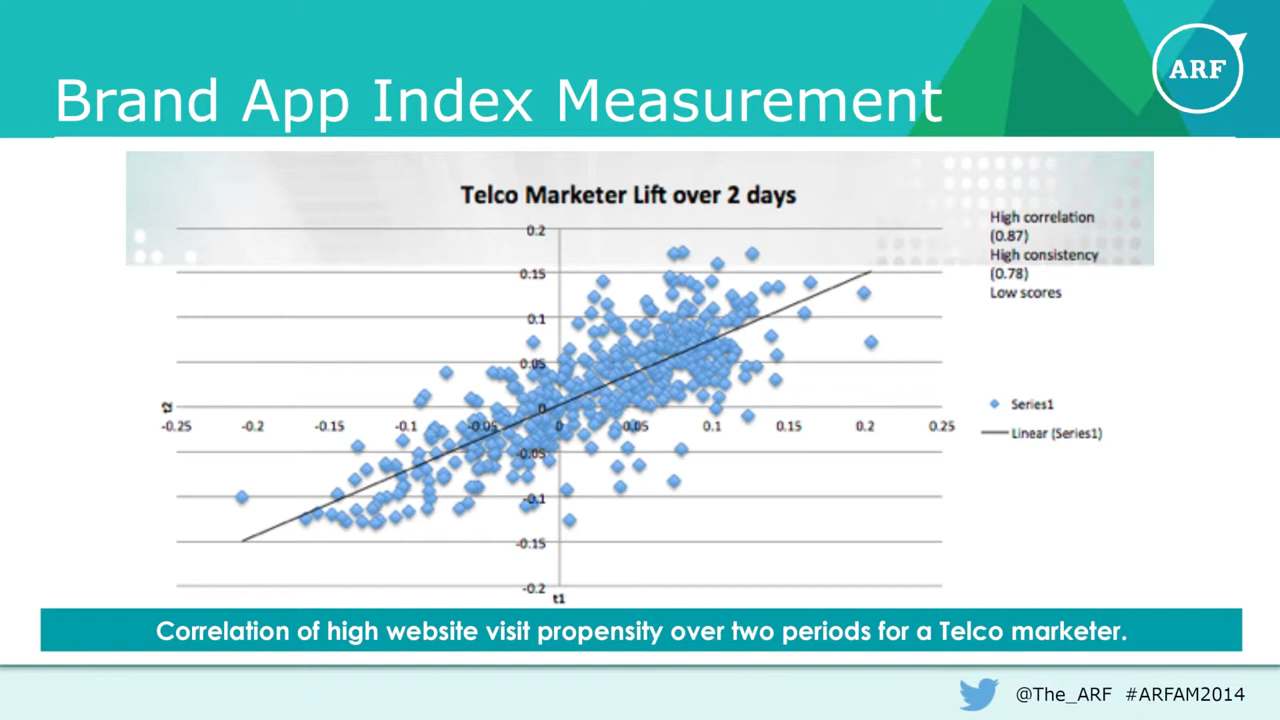 ARF
Brand App Index Measurement
Telco Marketer Lift over 2 days
High correlation
(0.87)
High consistency
(0.78)
Low scores
0.2
0.15
0.1
0.05
0
t2
-0.25 -0.2 -0.15 -0.1 -0.05 0 0.05 0.1 0.15 0.2 0.25
-0.05
-0.1
-0.15
-0.2
t1
Series1
Linear (Series1)
Correlation of high website visit propensity over two periods for a Telco marketer.
@The_ARF #ARFAM2014